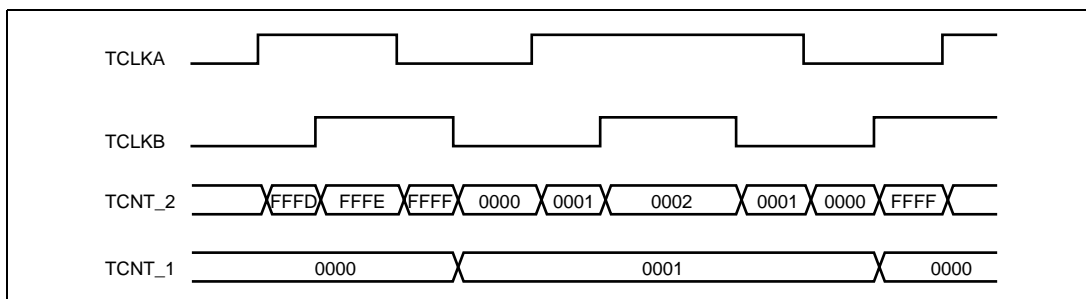 TCLKA
TCLKB
TCNT_2 FFFD FFFE FFFF 0000 0001 0002 0001 0000 FFFF
TCNT_1 0000 0001 0000